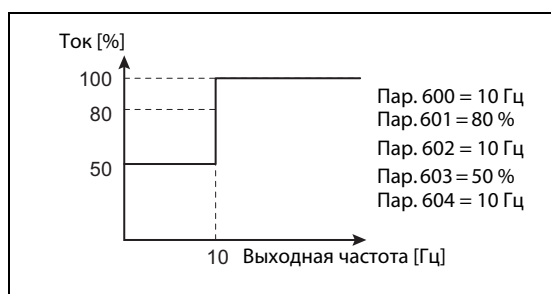 Ток [%]
100
80
50
10 Выходная частота [Гц]
Пар. 600 = 10 Гц
Пар. 601 = 80 %
Пар. 602 = 10 Гц
Пар. 603 = 50 %
Пар. 604 = 10 Гц